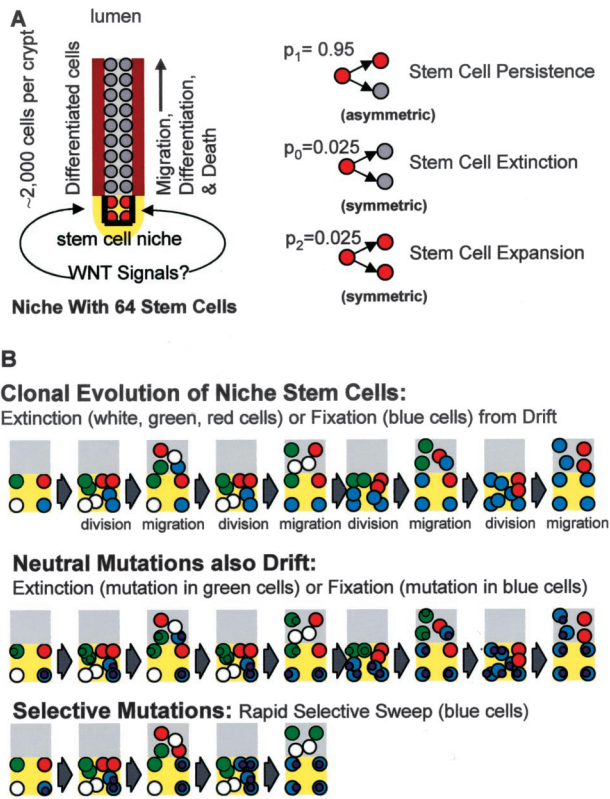 A
lumen
~2,000 cells per crypt
Differentiated cells
Migration,
Differentiation,
& Death
stem cell niche
WNT Signals?
Niche With 64 Stem Cells
p1= 0.95
Stem Cell Persistence
(asymmetric)
p0=0.025
Stem Cell Extinction
(symmetric)
p2=0.025
Stem Cell Expansion
(symmetric)
B
Clonal Evolution of Niche Stem Cells:
Extinction (white, green, red cells) or Fixation (blue cells) from Drift
division migration division migration division migration division migration
Neutral Mutations also Drift:
Extinction (mutation in green cells) or Fixation (mutation in blue cells)
Selective Mutations: Rapid Selective Sweep (blue cells)